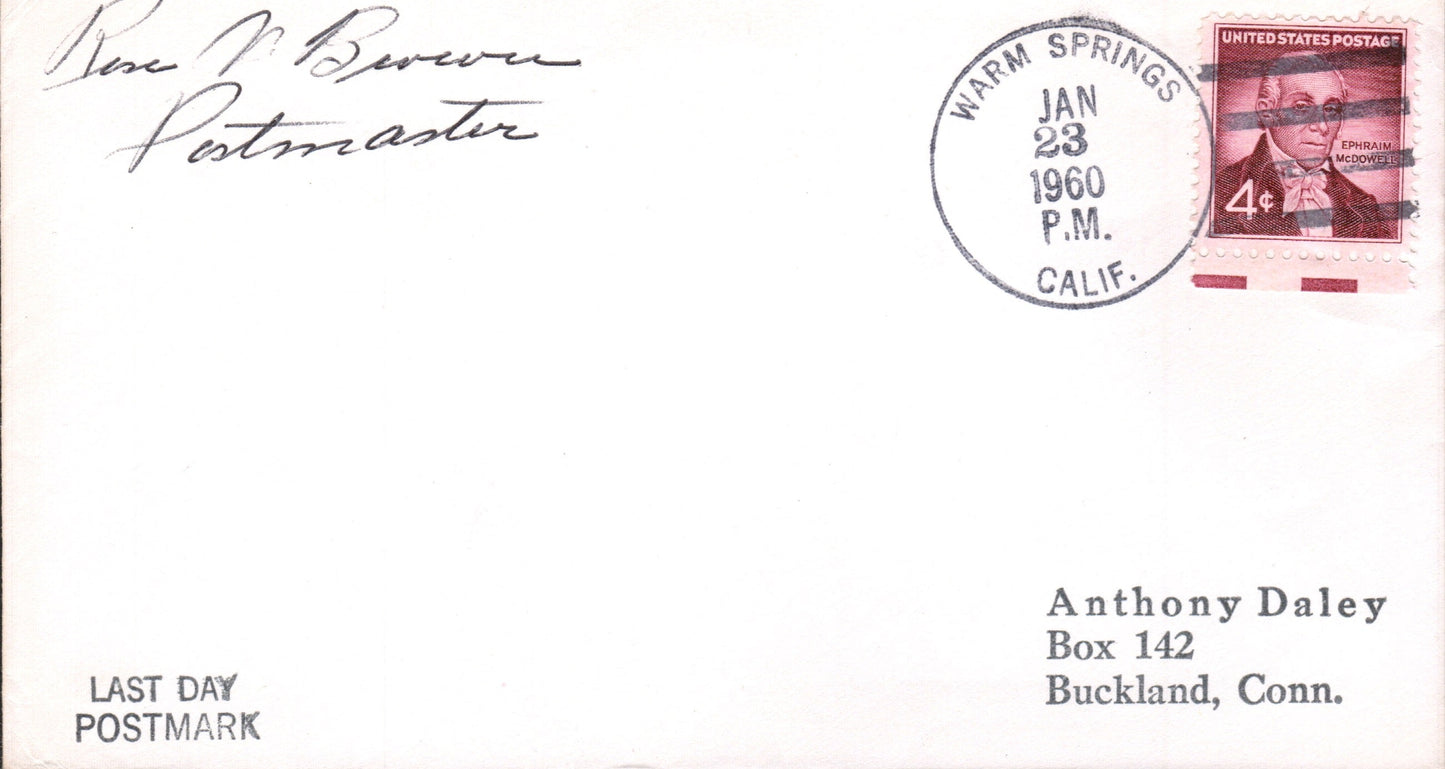 Rose
Postmaster
WARM SPRINGS
JAN
23
1960
P.M.
CALIF.
UNITED STATES POSTAGE
EPHRAIM
McDOWELL
4¢
Anthony Daley
Box 142
Buckland, Conn.
LAST DAY
POSTMARK